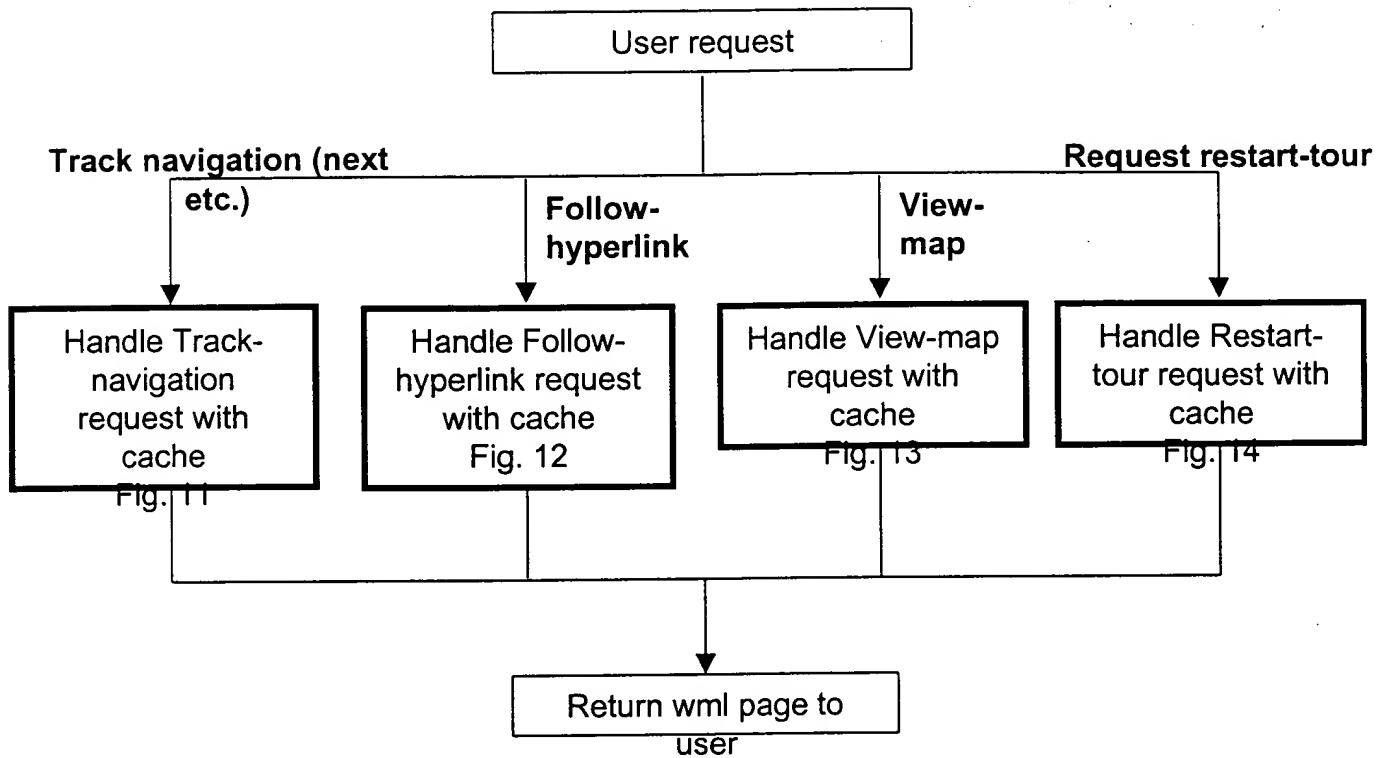 User request
Track navigation (next
etc.)
Follow-
hyperlink
View-
map
Request restart-tour
Handle Track-
navigation
request with
cache
Fig. 11
Handle Follow-
hyperlink request
with cache
Fig. 12
Handle View-map
request with
cache
Fig. 13
Handle Restart-
tour request with
cache
Fig. 14
Return wml page to
user